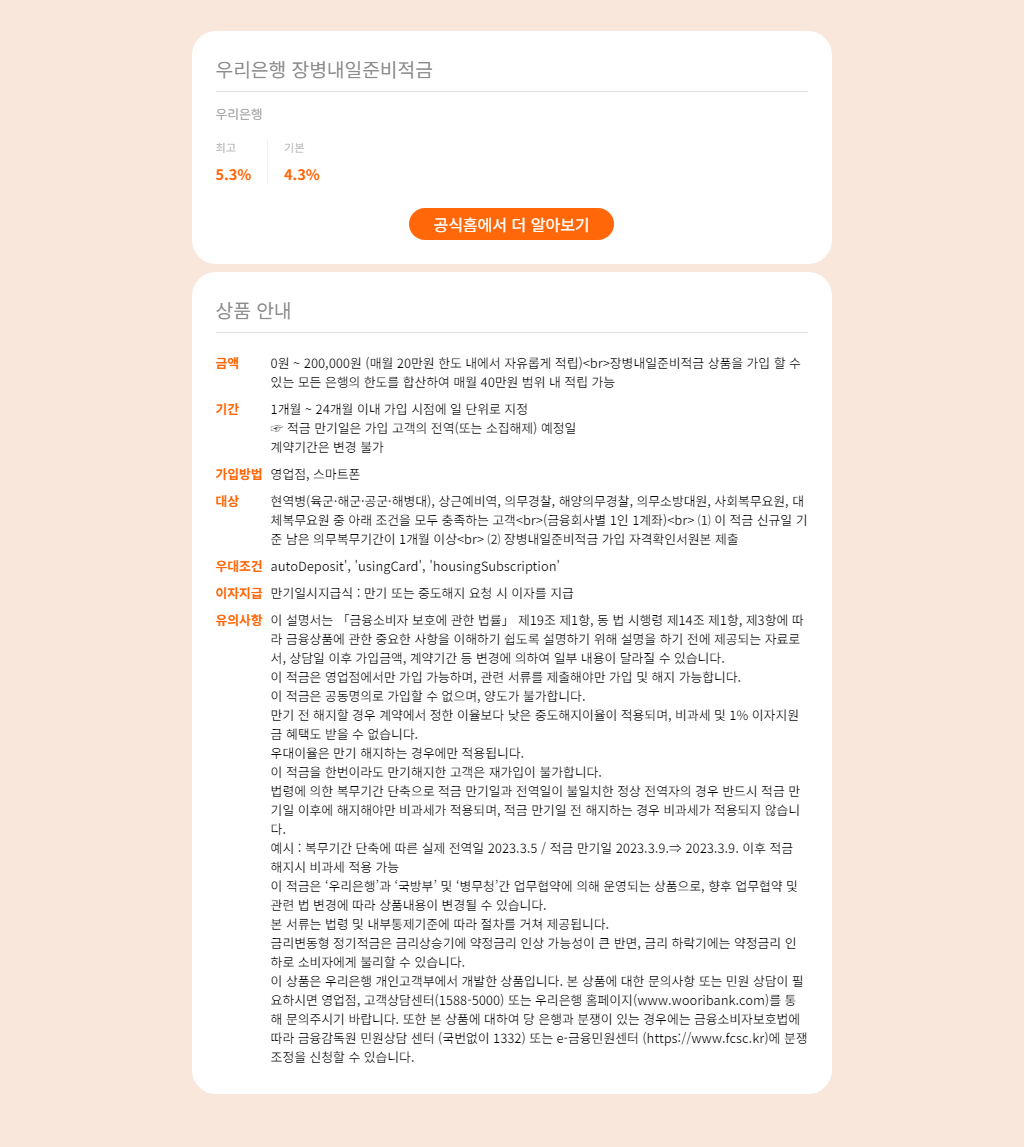 우리은행 장병내일준비적금
우리은행
최고
기본
5.3%
4.3%
공식홈에서 더 알아보기
상품 안내
금액 0원 ~ 200,000원 (매월 20만원 한도 내에서 자유롭게 적립)<br>장병내일준비적금 상품을 가입 할 수
있는 모든 은행의 한도를 합산하여 매월 40만원 범위 내 적립 가능
기간 1개월 ~ 24개월 이내 가입 시점에 일 단위로 지정
☞ 적금 만기일은 가입 고객의 전역(또는 소집해제) 예정일
계약기간은 변경 불가
가입방법 영업점, 스마트폰
대상 현역병(육군·해군·공군·해병대), 상근예비역, 의무경찰, 해양의무경찰, 의무소방대원, 사회복무요원, 대
체복무요원 중 아래 조건을 모두 충족하는 고객<br>(금융회사별 1인 1계좌)<br> ⑴ 이 적금 신규일 기
준 남은 의무복무기간이 1개월 이상<br> ⑵ 장병내일준비적금 가입 자격확인서원본 제출
우대조건 autoDeposit', 'usingCard', 'housingSubscription'
이자지급 만기일시지급식 : 만기 또는 중도해지 요청 시 이자를 지급
유의사항 이 설명서는 「금융소비자 보호에 관한 법률」 제19조 제1항, 동 법 시행령 제14조 제1항, 제3항에 따
라 금융상품에 관한 중요한 사항을 이해하기 쉽도록 설명하기 위해 설명을 하기 전에 제공되는 자료로
서, 상담일 이후 가입금액, 계약기간 등 변경에 의하여 일부 내용이 달라질 수 있습니다.
이 적금은 영업점에서만 가입 가능하며, 관련 서류를 제출해야만 가입 및 해지 가능합니다.
이 적금은 공동명의로 가입할 수 없으며, 양도가 불가합니다.
만기 전 해지할 경우 계약에서 정한 이율보다 낮은 중도해지이율이 적용되며, 비과세 및 1% 이자지원
금 혜택도 받을 수 없습니다.
우대이율은 만기 해지하는 경우에만 적용됩니다.
이 적금을 한번이라도 만기해지한 고객은 재가입이 불가합니다.
법령에 의한 복무기간 단축으로 적금 만기일과 전역일이 불일치한 정상 전역자의 경우 반드시 적금 만
기일 이후에 해지해야만 비과세가 적용되며, 적금 만기일 전 해지하는 경우 비과세가 적용되지 않습니
다.
예시 : 복무기간 단축에 따른 실제 전역일 2023.3.5 / 적금 만기일 2023.3.9.⇒ 2023.3.9. 이후 적금
해지시 비과세 적용 가능
이 적금은 ‘우리은행’과 ‘국방부’ 및 ‘병무청’간 업무협약에 의해 운영되는 상품으로, 향후 업무협약 및
관련 법 변경에 따라 상품내용이 변경될 수 있습니다.
본 서류는 법령 및 내부통제기준에 따라 절차를 거쳐 제공됩니다.
금리변동형 정기적금은 금리상승기에 약정금리 인상 가능성이 큰 반면, 금리 하락기에는 약정금리 인
하로 소비자에게 불리할 수 있습니다.
이 상품은 우리은행 개인고객부에서 개발한 상품입니다. 본 상품에 대한 문의사항 또는 민원 상담이 필
요하시면 영업점, 고객상담센터(1588-5000) 또는 우리은행 홈페이지(www.wooribank.com)를 통
해 문의주시기 바랍니다. 또한 본 상품에 대하여 당 은행과 분쟁이 있는 경우에는 금융소비자보호법에
따라 금융감독원 민원상담 센터 (국번없이 1332) 또는 e-금융민원센터 (https://www.fcsc.kr)에 분쟁
조정을 신청할 수 있습니다.